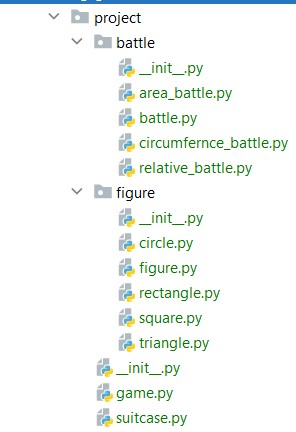 project
battle
__init__.py
area_battle.py
battle.py
circumfernce_battle.py
relative_battle.py
figure
__init__.py
circle.py
figure.py
rectangle.py
square.py
triangle.py
__init__.py
game.py
suitcase.py